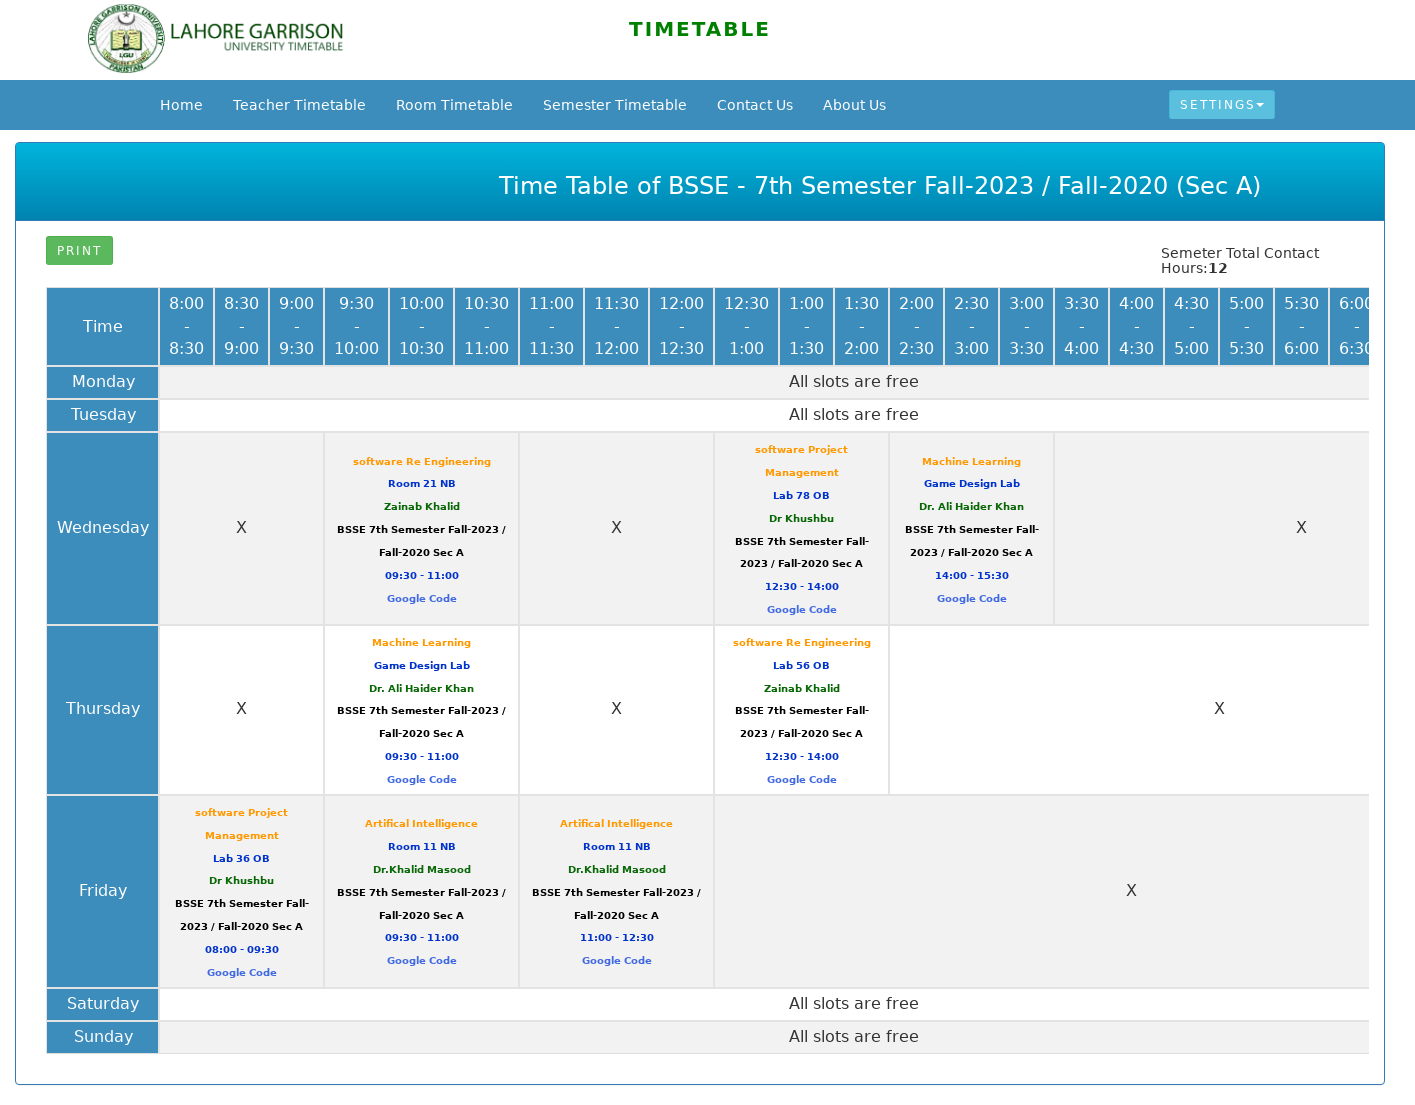 LAHORE GARRISON
UNIVERSITY TIMETABLE
TIMETABLE
Home Teacher Timetable Room Timetable Semester Timetable Contact Us About Us SETTINGS
Time Table of BSSE - 7th Semester Fall-2023 / Fall-2020 (Sec A)
PRINT
Semeter Total Contact
Hours:12
Time
8:00 - 8:30
8:30 - 9:00
9:00 - 9:30
9:30 - 10:00
10:00 - 10:30
10:30 - 11:00
11:00 - 11:30
11:30 - 12:00
12:00 - 12:30
12:30 - 1:00
1:00 - 1:30
1:30 - 2:00
2:00 - 2:30
2:30 - 3:00
3:00 - 3:30
3:30 - 4:00
4:00 - 4:30
4:30 - 5:00
5:00 - 5:30
5:30 - 6:00
6:00 - 6:30
Monday
All slots are free
Tuesday
All slots are free
Wednesday
X
software Re Engineering
Room 21 NB
Zainab Khalid
BSSE 7th Semester Fall-2023 /
Fall-2020 Sec A
09:30 - 11:00
Google Code
X
software Project
Management
Lab 78 OB
Dr Khushbu
BSSE 7th Semester Fall-
2023 / Fall-2020 Sec A
12:30 - 14:00
Google Code
Machine Learning
Game Design Lab
Dr. Ali Haider Khan
BSSE 7th Semester Fall-
2023 / Fall-2020 Sec A
14:00 - 15:30
Google Code
X
Thursday
X
Machine Learning
Game Design Lab
Dr. Ali Haider Khan
BSSE 7th Semester Fall-2023 /
Fall-2020 Sec A
09:30 - 11:00
Google Code
X
software Re Engineering
Lab 56 OB
Zainab Khalid
BSSE 7th Semester Fall-
2023 / Fall-2020 Sec A
12:30 - 14:00
Google Code
X
Friday
software Project
Management
Lab 36 OB
Dr Khushbu
BSSE 7th Semester Fall-
2023 / Fall-2020 Sec A
08:00 - 09:30
Google Code
Artifical Intelligence
Room 11 NB
Dr.Khalid Masood
BSSE 7th Semester Fall-2023 /
Fall-2020 Sec A
09:30 - 11:00
Google Code
Artifical Intelligence
Room 11 NB
Dr.Khalid Masood
BSSE 7th Semester Fall-2023 /
Fall-2020 Sec A
11:00 - 12:30
Google Code
X
Saturday
All slots are free
Sunday
All slots are free